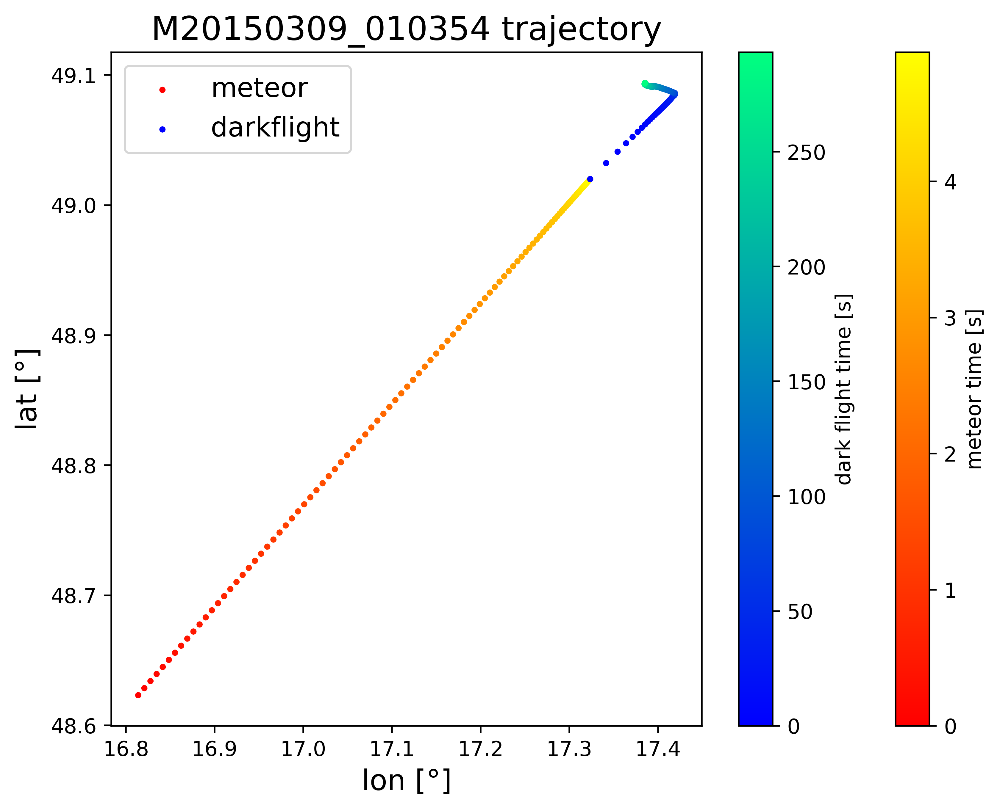 M20150309_010354 trajectory
meteor
darkflight
49.1
49.0
48.9
48.8
48.7
48.6
lat [°]
16.8 16.9 17.0 17.1 17.2 17.3 17.4
lon [°]
250
200
150
100
50
0
dark flight time [s]
4
3
2
1
0
meteor time [s]